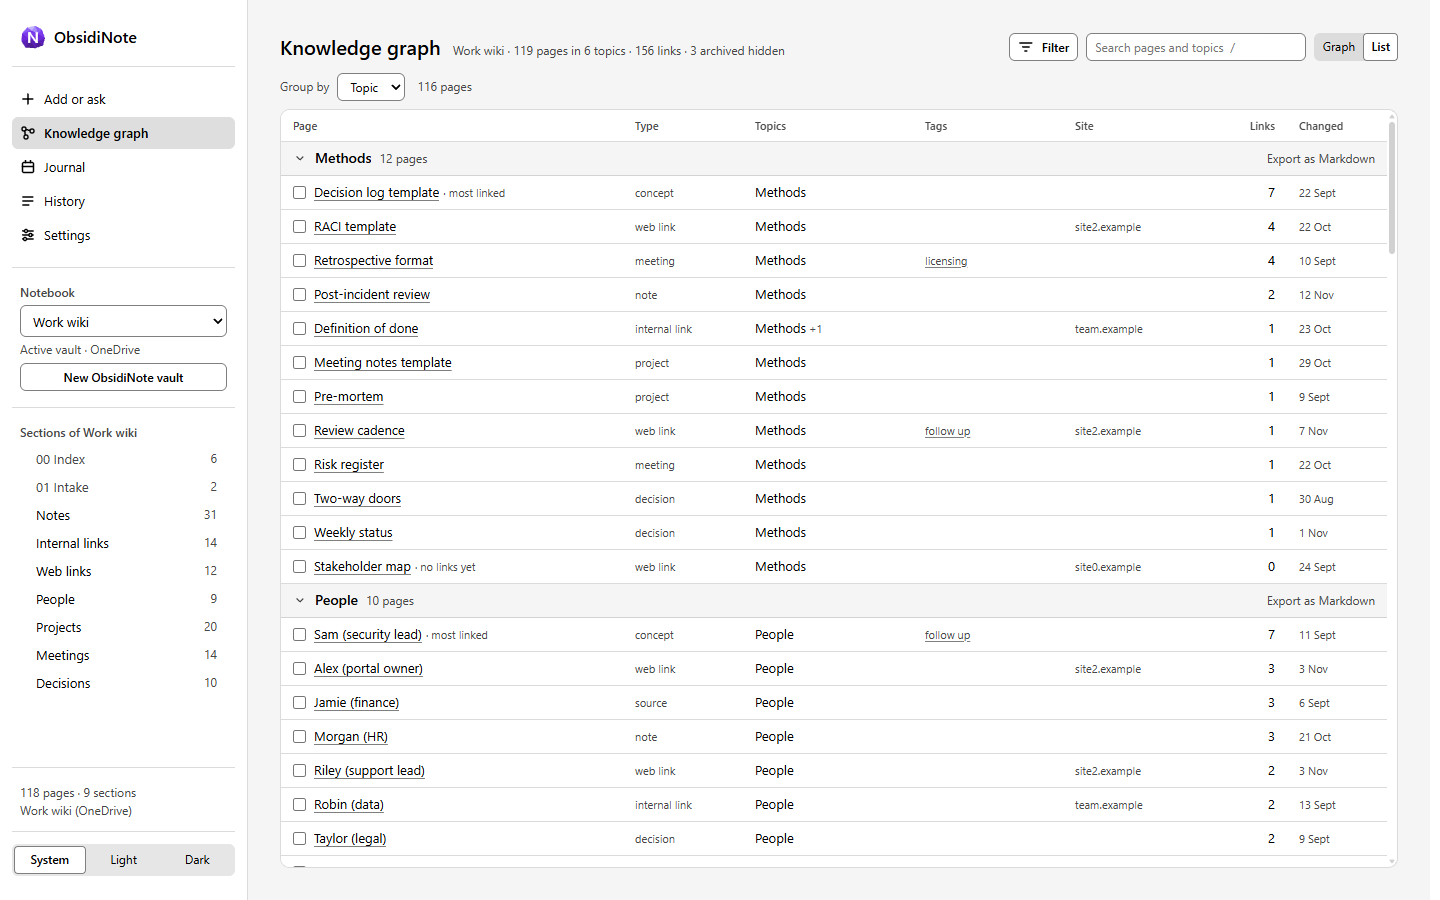 N ObsidiNote
Add or ask
Knowledge graph
Journal
History
Settings
Notebook
Work wiki
Active vault · OneDrive
New ObsidiNote vault
Sections of Work wiki
00 Index 6
01 Intake 2
Notes 31
Internal links 14
Web links 12
People 9
Projects 20
Meetings 14
Decisions 10
118 pages · 9 sections
Work wiki (OneDrive)
System Light Dark
Knowledge graph Work wiki · 119 pages in 6 topics · 156 links · 3 archived hidden
Filter Search pages and topics / Graph List
Group by Topic 116 pages
Page Type Topics Tags Site Links Changed
Methods 12 pages Export as Markdown
Decision log template · most linked concept Methods 7 22 Sept
RACI template web link Methods site2.example 4 22 Oct
Retrospective format meeting Methods licensing 4 10 Sept
Post-incident review note Methods 2 12 Nov
Definition of done internal link Methods +1 team.example 1 23 Oct
Meeting notes template project Methods 1 29 Oct
Pre-mortem project Methods 1 9 Sept
Review cadence web link Methods follow up site2.example 1 7 Nov
Risk register meeting Methods 1 22 Oct
Two-way doors decision Methods 1 30 Aug
Weekly status decision Methods 1 1 Nov
Stakeholder map · no links yet web link Methods site0.example 0 24 Sept
People 10 pages Export as Markdown
Sam (security lead) · most linked concept People follow up 7 11 Sept
Alex (portal owner) web link People site2.example 3 3 Nov
Jamie (finance) source People 3 6 Sept
Morgan (HR) note People 3 21 Oct
Riley (support lead) web link People site2.example 2 3 Nov
Robin (data) internal link People team.example 2 13 Sept
Taylor (legal) decision People 2 9 Sept